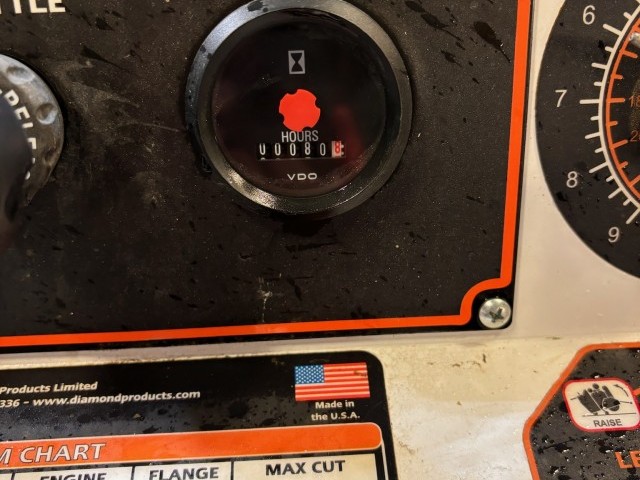 TTLE
HOURS
00080
VDO
6
7
8
9
Products Limited
336 – www.diamondproducts.com
Made in
the U.S.A.
M CHART
ENGINE FLANGE MAX CUT
RAISE
LE